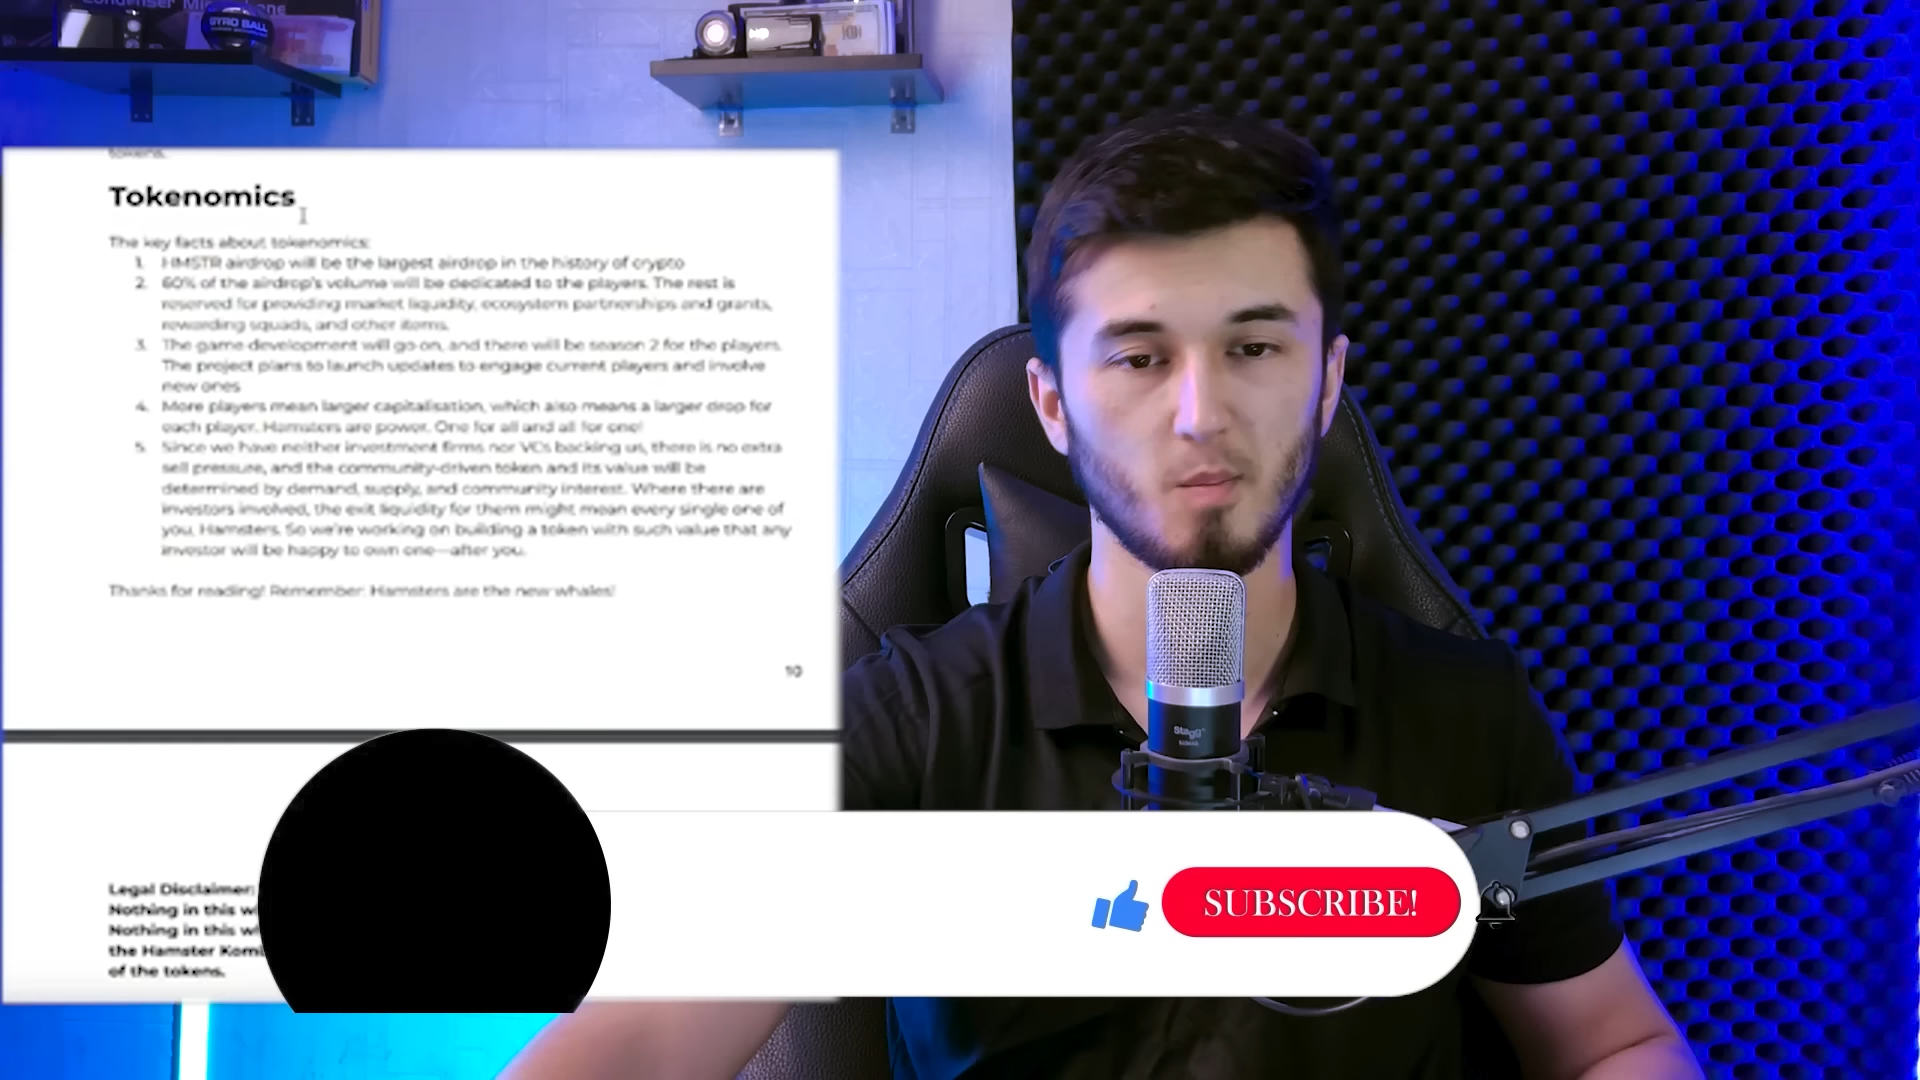 Condenser Mic one
GYRO BALL
tokens.
Tokenomics
The key facts about tokenomics:
1. HMSTR airdrop will be the largest airdrop in the history of crypto
2. 60% of the airdrop's volume will be dedicated to the players. The rest is
reserved for providing market liquidity, ecosystem partnerships and grants,
rewarding squads, and other items.
3. The game development will go on, and there will be season 2 for the players.
The project plans to launch updates to engage current players and involve
new ones
4. More players mean larger capitalisation, which also means a larger drop for
each player. Hamsters are power. One for all and all for one!
5. Since we have neither investment firms nor VCs backing us, there is no extra
sell pressure, and the community-driven token and its value will be
determined by demand, supply, and community interest. Where there are
investors involved, the exit liquidity for them might mean every single one of
you, Hamsters. So we're working on building a token with such value that any
investor will be happy to own one—after you.
Thanks for reading! Remember: Hamsters are the new whales!
10
Legal Disclaimer:
Nothing in this
Nothing in this
the Hamster
of the tokens.
Stagg
SUBSCRIBE!